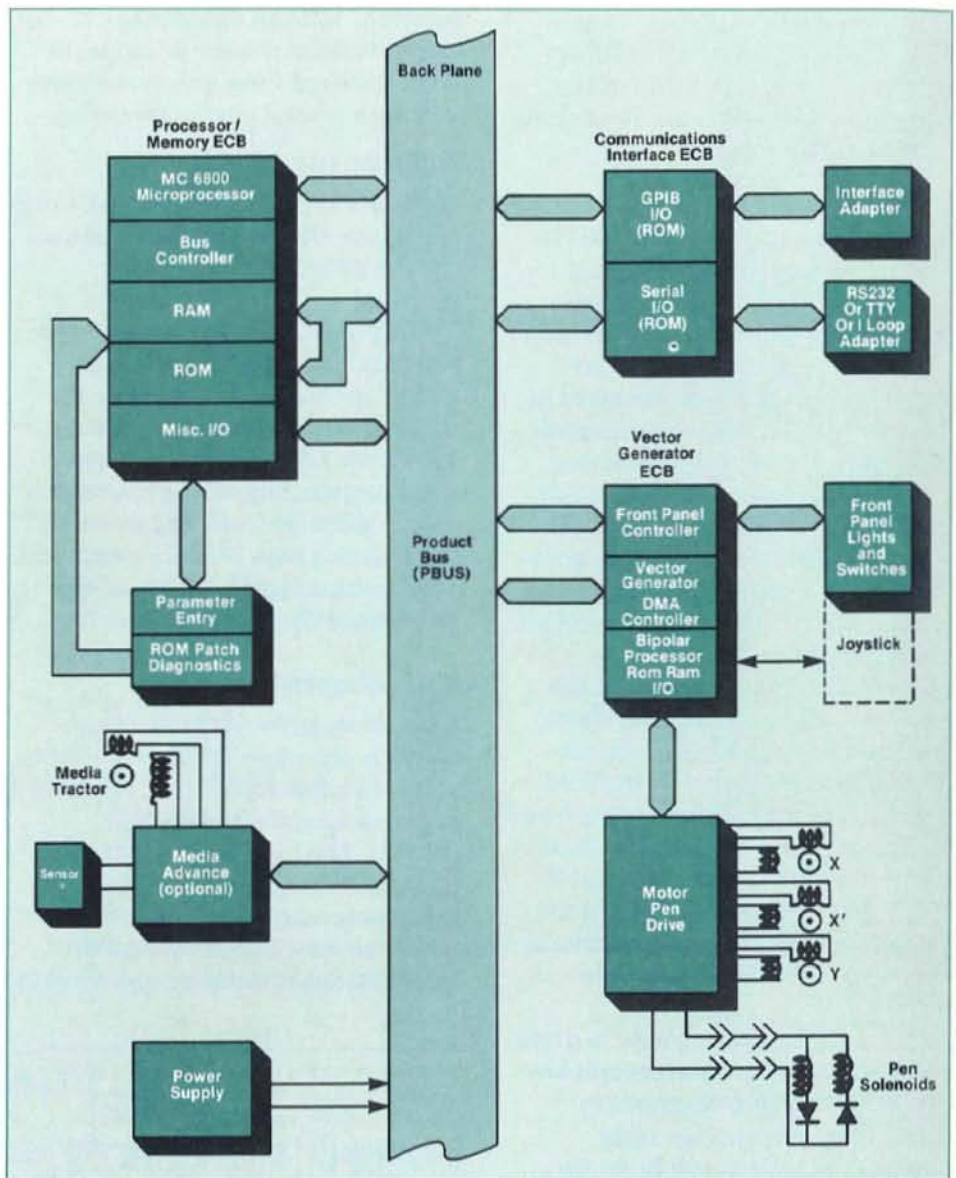 Back Plane
Processor /
Memory ECB
MC 6800
Microprocessor
Bus
Controller
RAM
ROM
Misc. I/O
Parameter
Entry
ROM Patch
Diagnostics
Media
Tractor
Sensor
Media
Advance
(optional)
Power
Supply
Product
Bus
(PBUS)
Communications
Interface ECB
GPIB
I/O
(ROM)
Serial
I/O
(ROM)
Interface
Adapter
RS232
Or TTY
Or I Loop
Adapter
Vector
Generator
ECB
Front Panel
Controller
Vector
Generator
DMA
Controller
Bipolar
Processor
Rom Ram
I/O
Front
Panel
Lights
and
Switches
Joystick
Motor
Pen
Drive
X
X'
Y
Pen
Solenoids